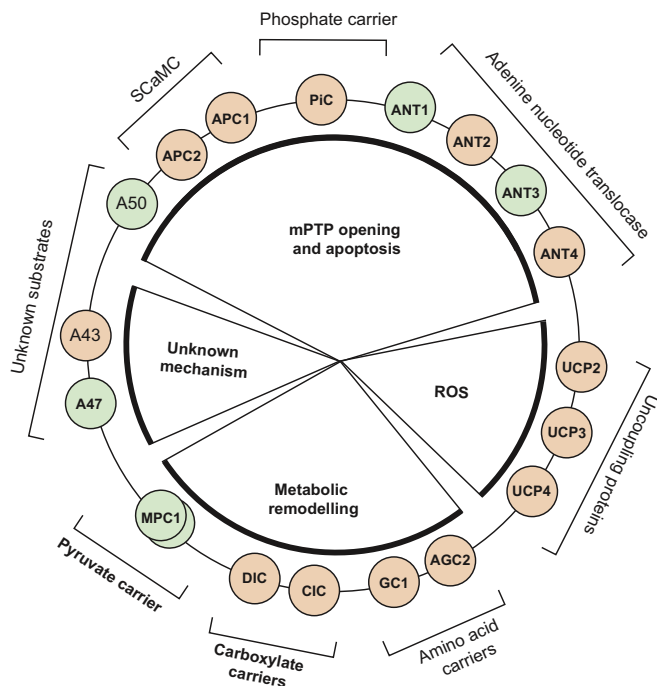 Phosphate carrier
SCaMC
Adenine nucleotide translocase
PiC
ANT1
APC1
ANT2
APC2
ANT3
A50
ANT4
Unknown substrates
mPTP opening
and apoptosis
A43
Unknown
mechanism
ROS
UCP2
A47
UCP3
UCP4
Uncoupling proteins
Metabolic
remodelling
MPC1
Pyruvate carrier
DIC
CIC
GC1
AGC2
Carboxylate
carriers
Amino acid
carriers